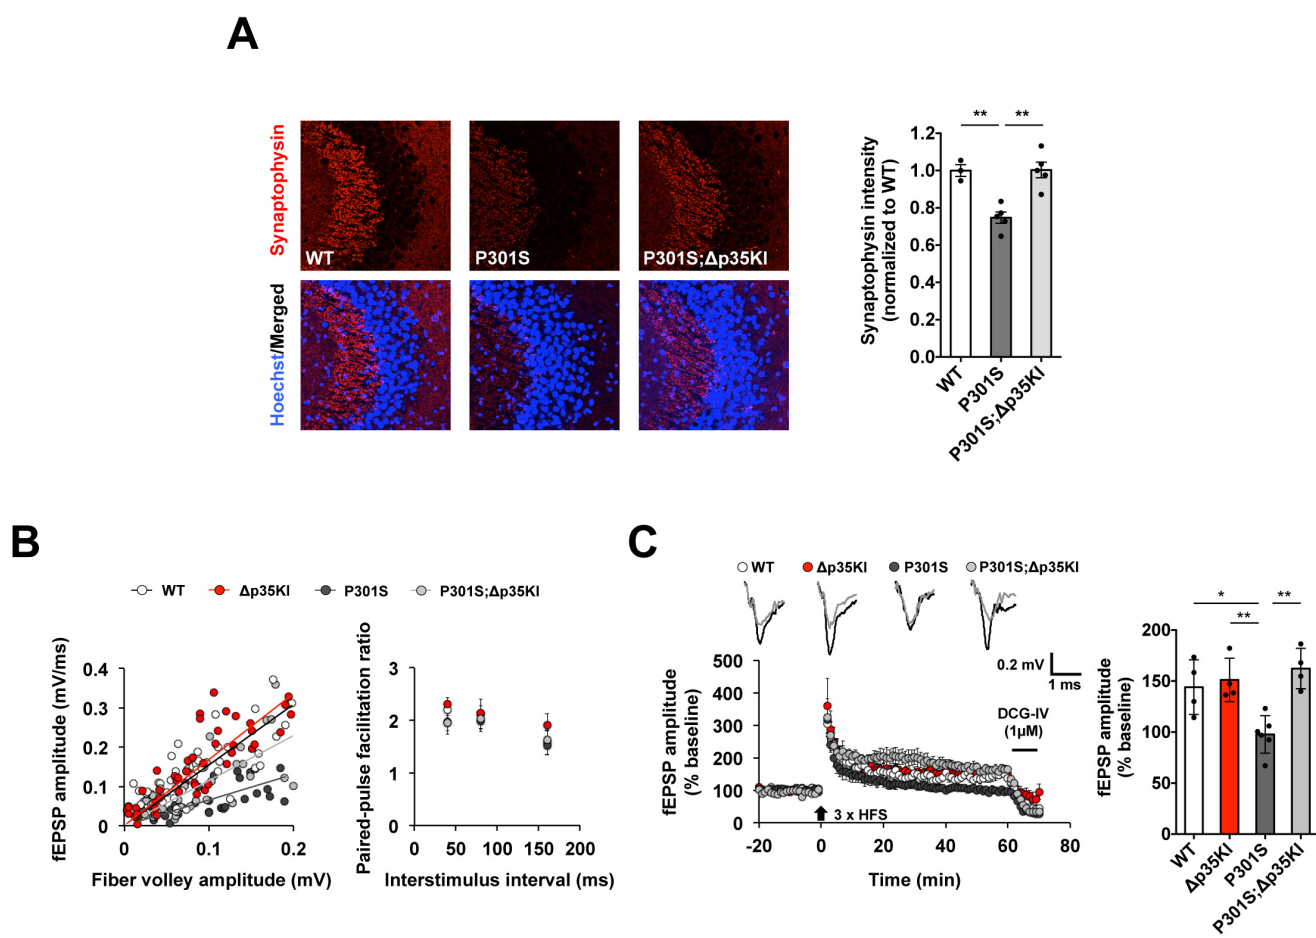 A
Synaptophysin
WT
P301S
P301S;Δp35KI
Hoechst/Merged
**
**
Synaptophysin intensity
(normalized to WT)
1.2
1.0
0.8
0.6
0.4
0.2
0.0
WT
P301S
P301S;Δp35KI
B
WT
Δp35KI
P301S
P301S;Δp35KI
fEPSP amplitude (mV/ms)
0.4
0.3
0.2
0.1
0
0
0.1
0.2
Fiber volley amplitude (mV)
Paired-pulse facilitation ratio
3
2
1
0
0
50
100
150
200
Interstimulus interval (ms)
C
WT
Δp35KI
P301S
P301S;Δp35KI
0.2 mV
1 ms
fEPSP amplitude
(% baseline)
500
400
300
200
100
0
DCG-IV
(1μM)
3 x HFS
-20
0
20
40
60
80
Time (min)
*
**
**
fEPSP amplitude
(% baseline)
200
150
100
50
0
WT
Δp35KI
P301S
P301S;Δp35KI